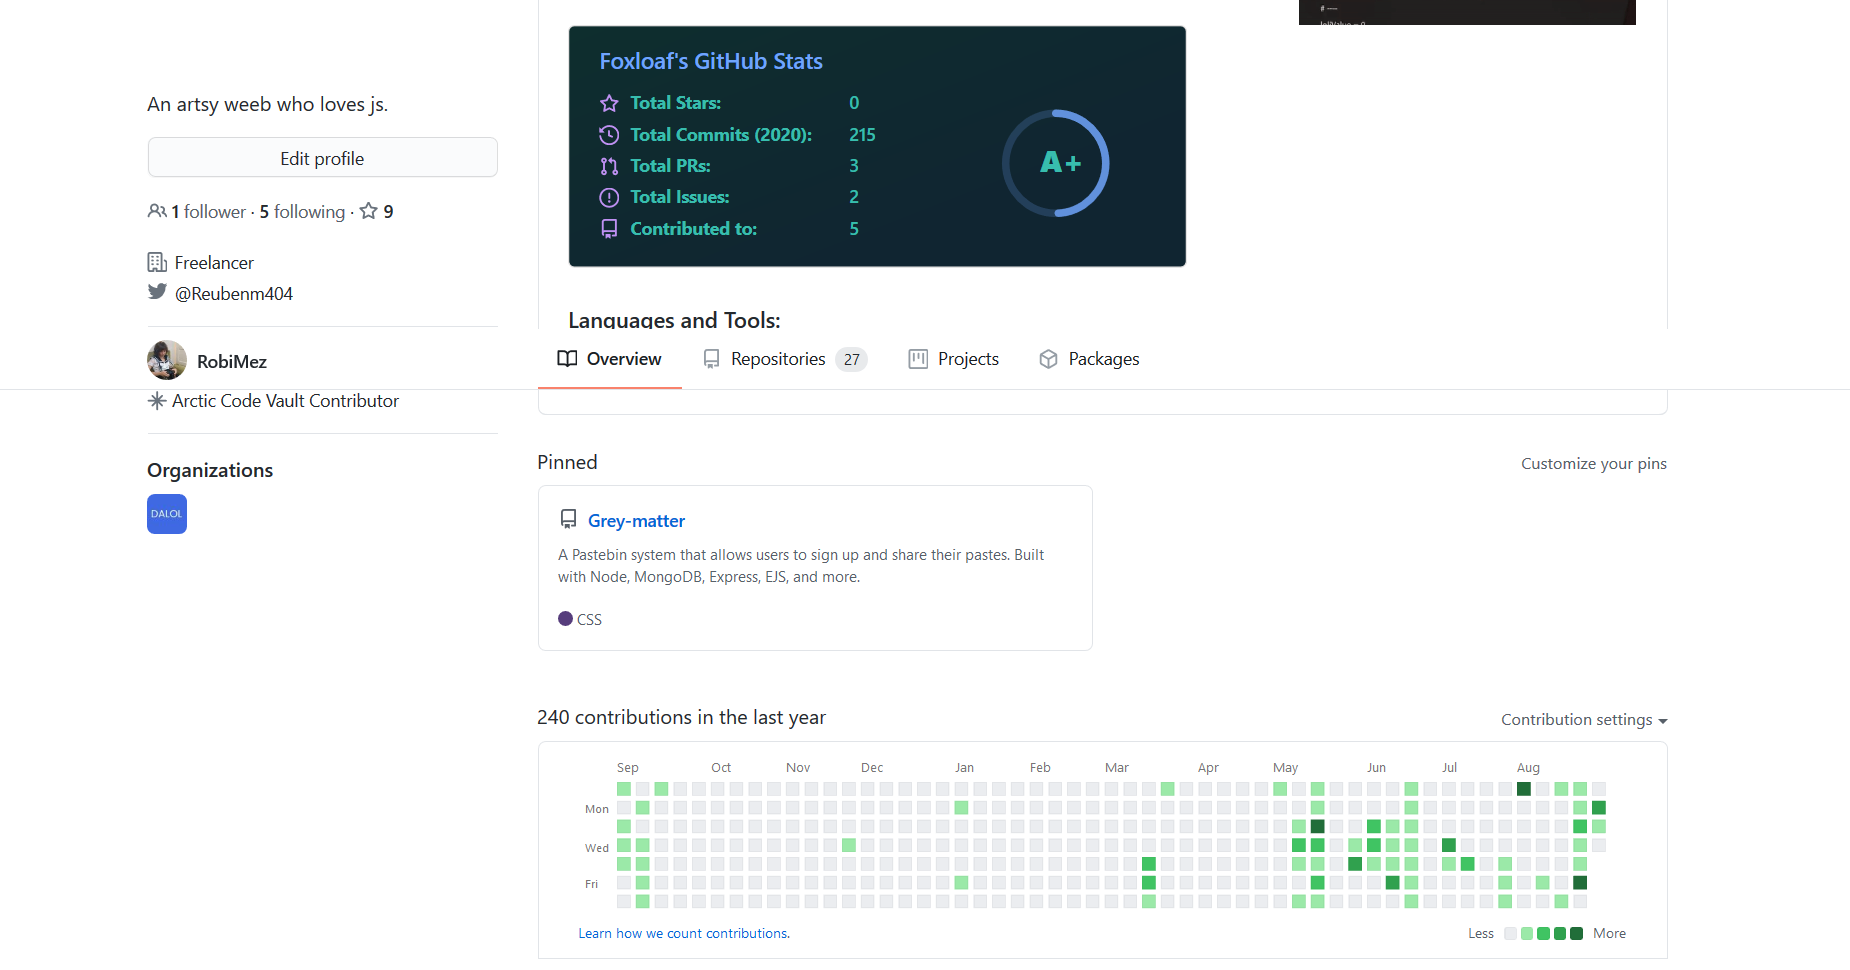 # ----
An artsy weeb who loves js.
Edit profile
1 follower · 5 following · 9
Freelancer
@Reubenm404
RobiMez
Arctic Code Vault Contributor
Organizations
DALOL
Foxloaf's GitHub Stats
Total Stars: 0
Total Commits (2020): 215
Total PRs: 3
Total Issues: 2
Contributed to: 5
A+
Languages and Tools:
Overview Repositories 27 Projects Packages
Pinned Customize your pins
Grey-matter
A Pastebin system that allows users to sign up and share their pastes. Built
with Node, MongoDB, Express, EJS, and more.
CSS
240 contributions in the last year Contribution settings
Sep Oct Nov Dec Jan Feb Mar Apr May Jun Jul Aug
Mon
Wed
Fri
Learn how we count contributions. Less More